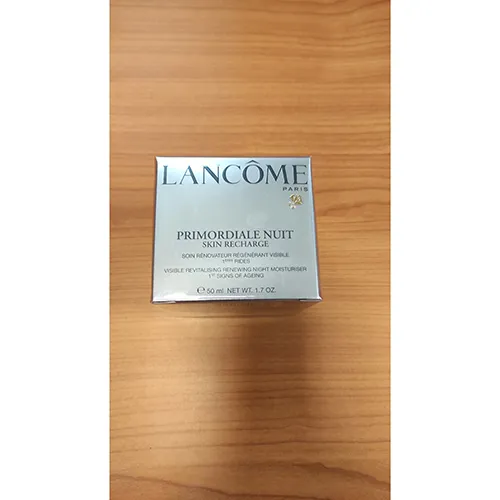 LANCÔME
PARIS
PRIMORDIALE NUIT
SKIN RECHARGE
SOIN RÉNOVATEUR RÉGÉNÉRANT VISIBLE
1ères RIDES
VISIBLE REVITALISING RENEWING NIGHT MOISTURISER
1st SIGNS OF AGEING
℮ 50 ml NET WT. 1.7 OZ.